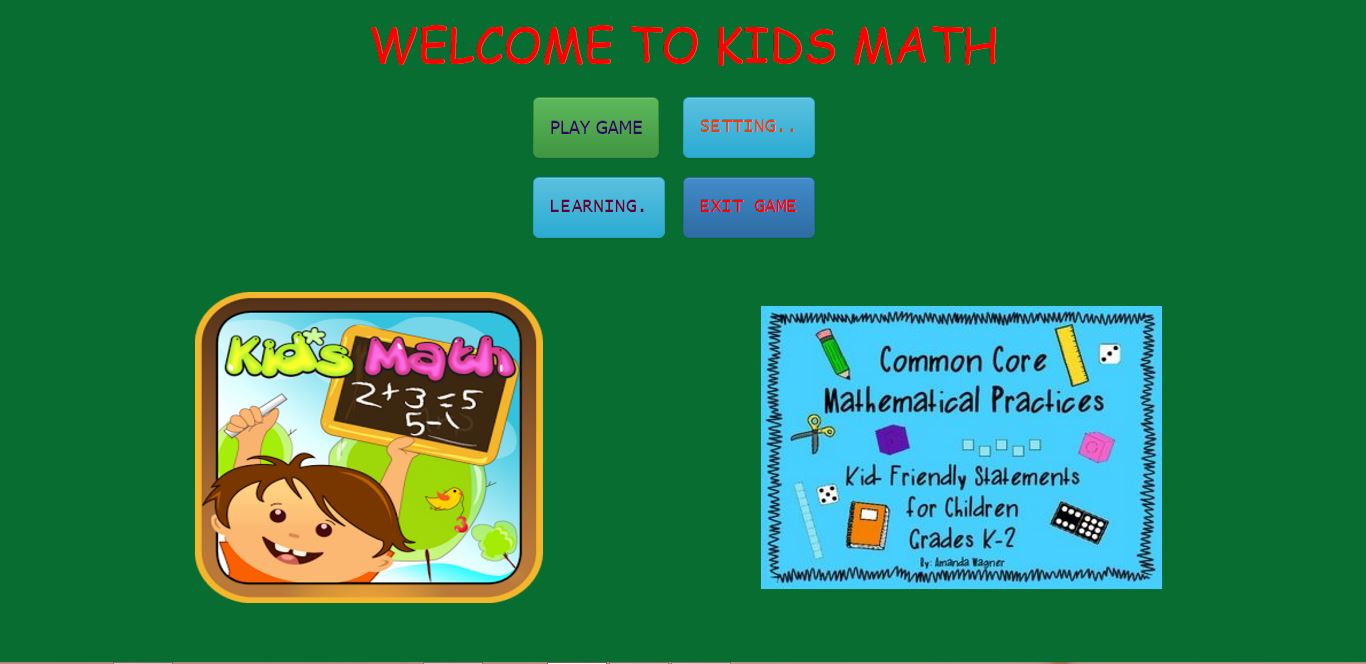 WELCOME TO KIDS MATH
PLAY GAME
SETTING..
LEARNING.
EXIT GAME
Kid's Math
2+3=5
5-1
3
Common Core
Mathematical Practices
Kid-Friendly Statements
for Children
Grades K-2
By: Amanda Wagner